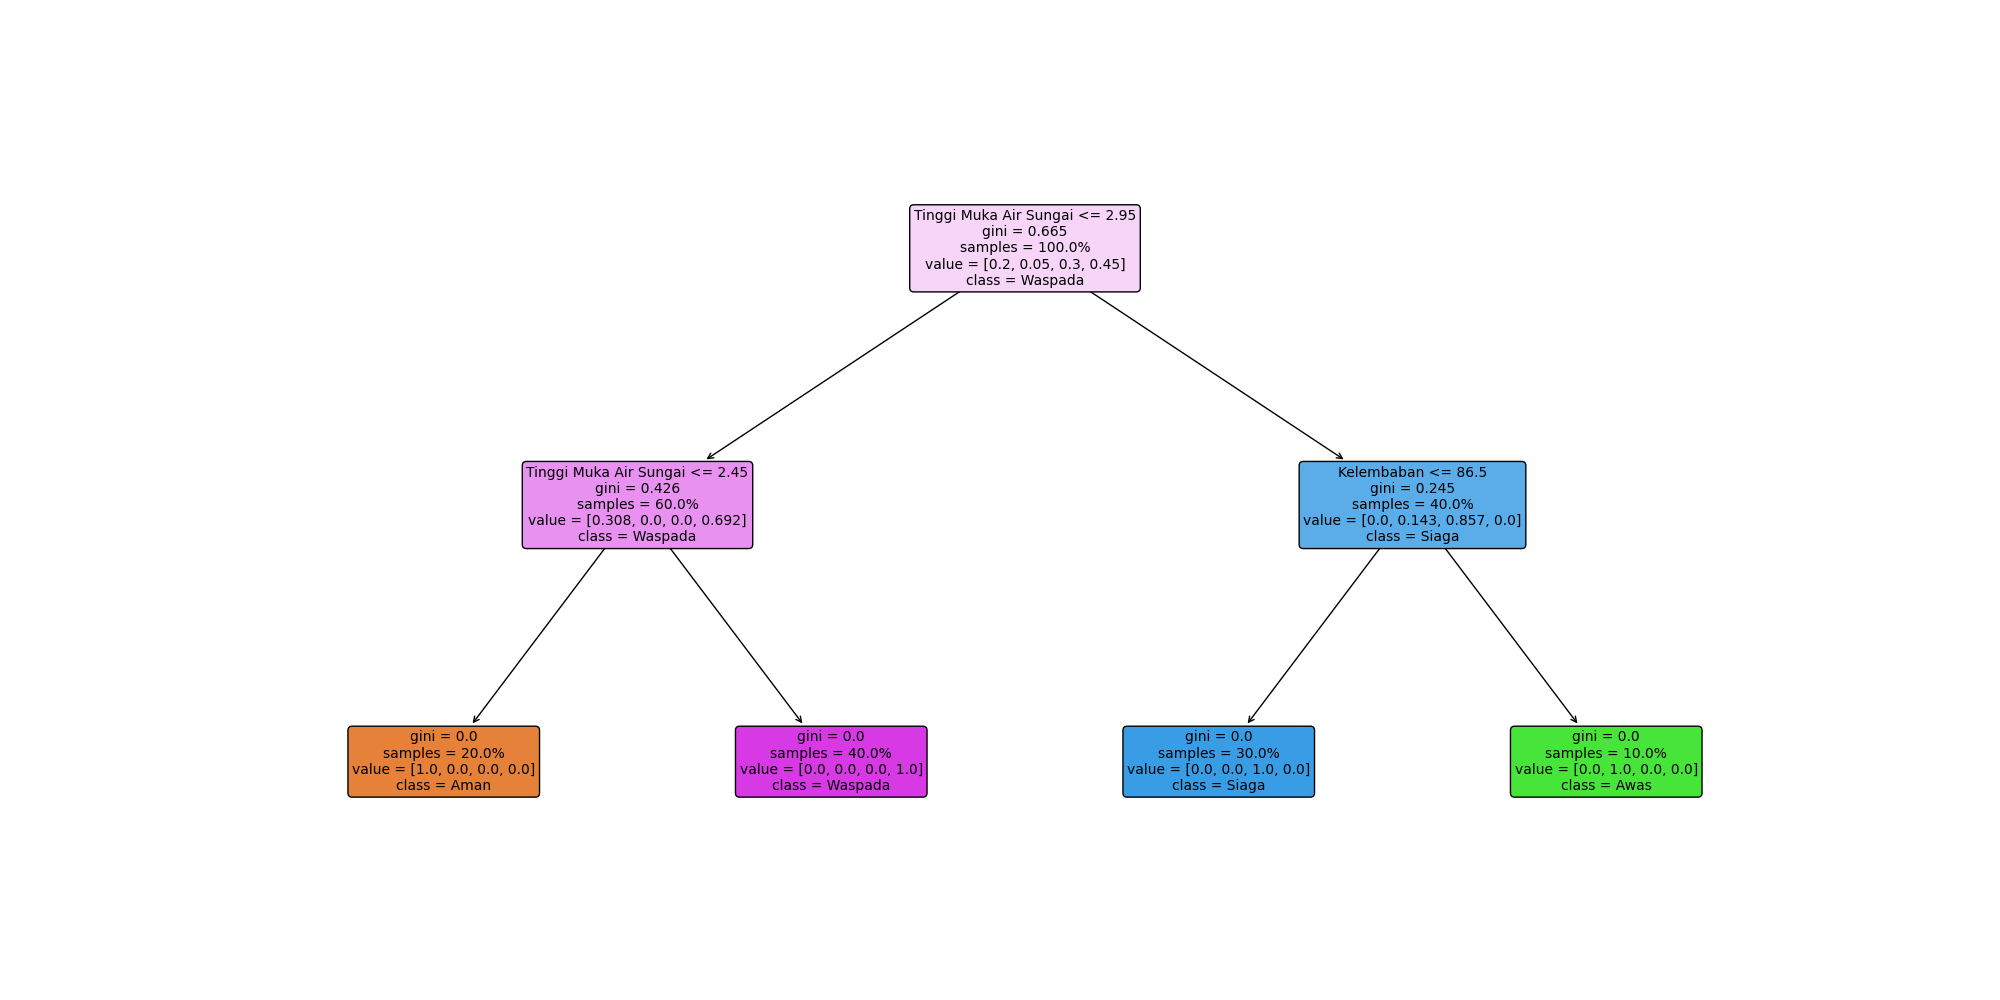 Tinggi Muka Air Sungai <= 2.95
gini = 0.665
samples = 100.0%
value = [0.2, 0.05, 0.3, 0.45]
class = Waspada
Tinggi Muka Air Sungai <= 2.45
gini = 0.426
samples = 60.0%
value = [0.308, 0.0, 0.0, 0.692]
class = Waspada
Kelembaban <= 86.5
gini = 0.245
samples = 40.0%
value = [0.0, 0.143, 0.857, 0.0]
class = Siaga
gini = 0.0
samples = 20.0%
value = [1.0, 0.0, 0.0, 0.0]
class = Aman
gini = 0.0
samples = 40.0%
value = [0.0, 0.0, 0.0, 1.0]
class = Waspada
gini = 0.0
samples = 30.0%
value = [0.0, 0.0, 1.0, 0.0]
class = Siaga
gini = 0.0
samples = 10.0%
value = [0.0, 1.0, 0.0, 0.0]
class = Awas